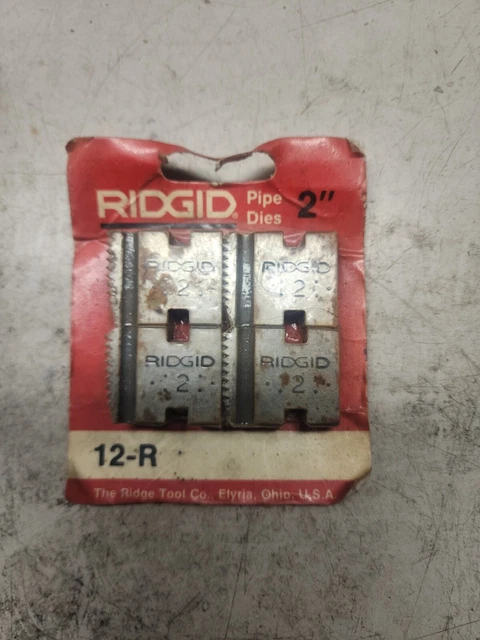 RIDGID® Pipe Dies 2"
RIDGID RIDGID
2 2
RIDGID RIDGID
2 2
12-R
The Ridge Tool Co., Elyria, Ohio, U.S.A.